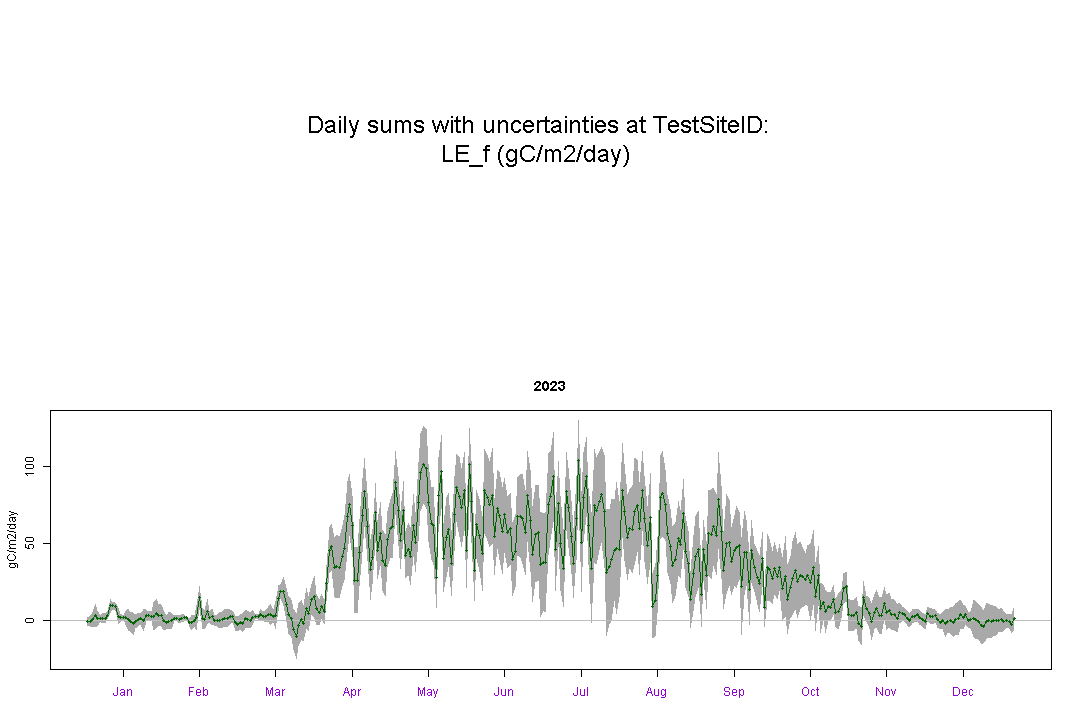 Daily sums with uncertainties at TestSiteID:
LE_f (gC/m2/day)
2023
gC/m2/day
100
50
0
Jan Feb Mar Apr May Jun Jul Aug Sep Oct Nov Dec